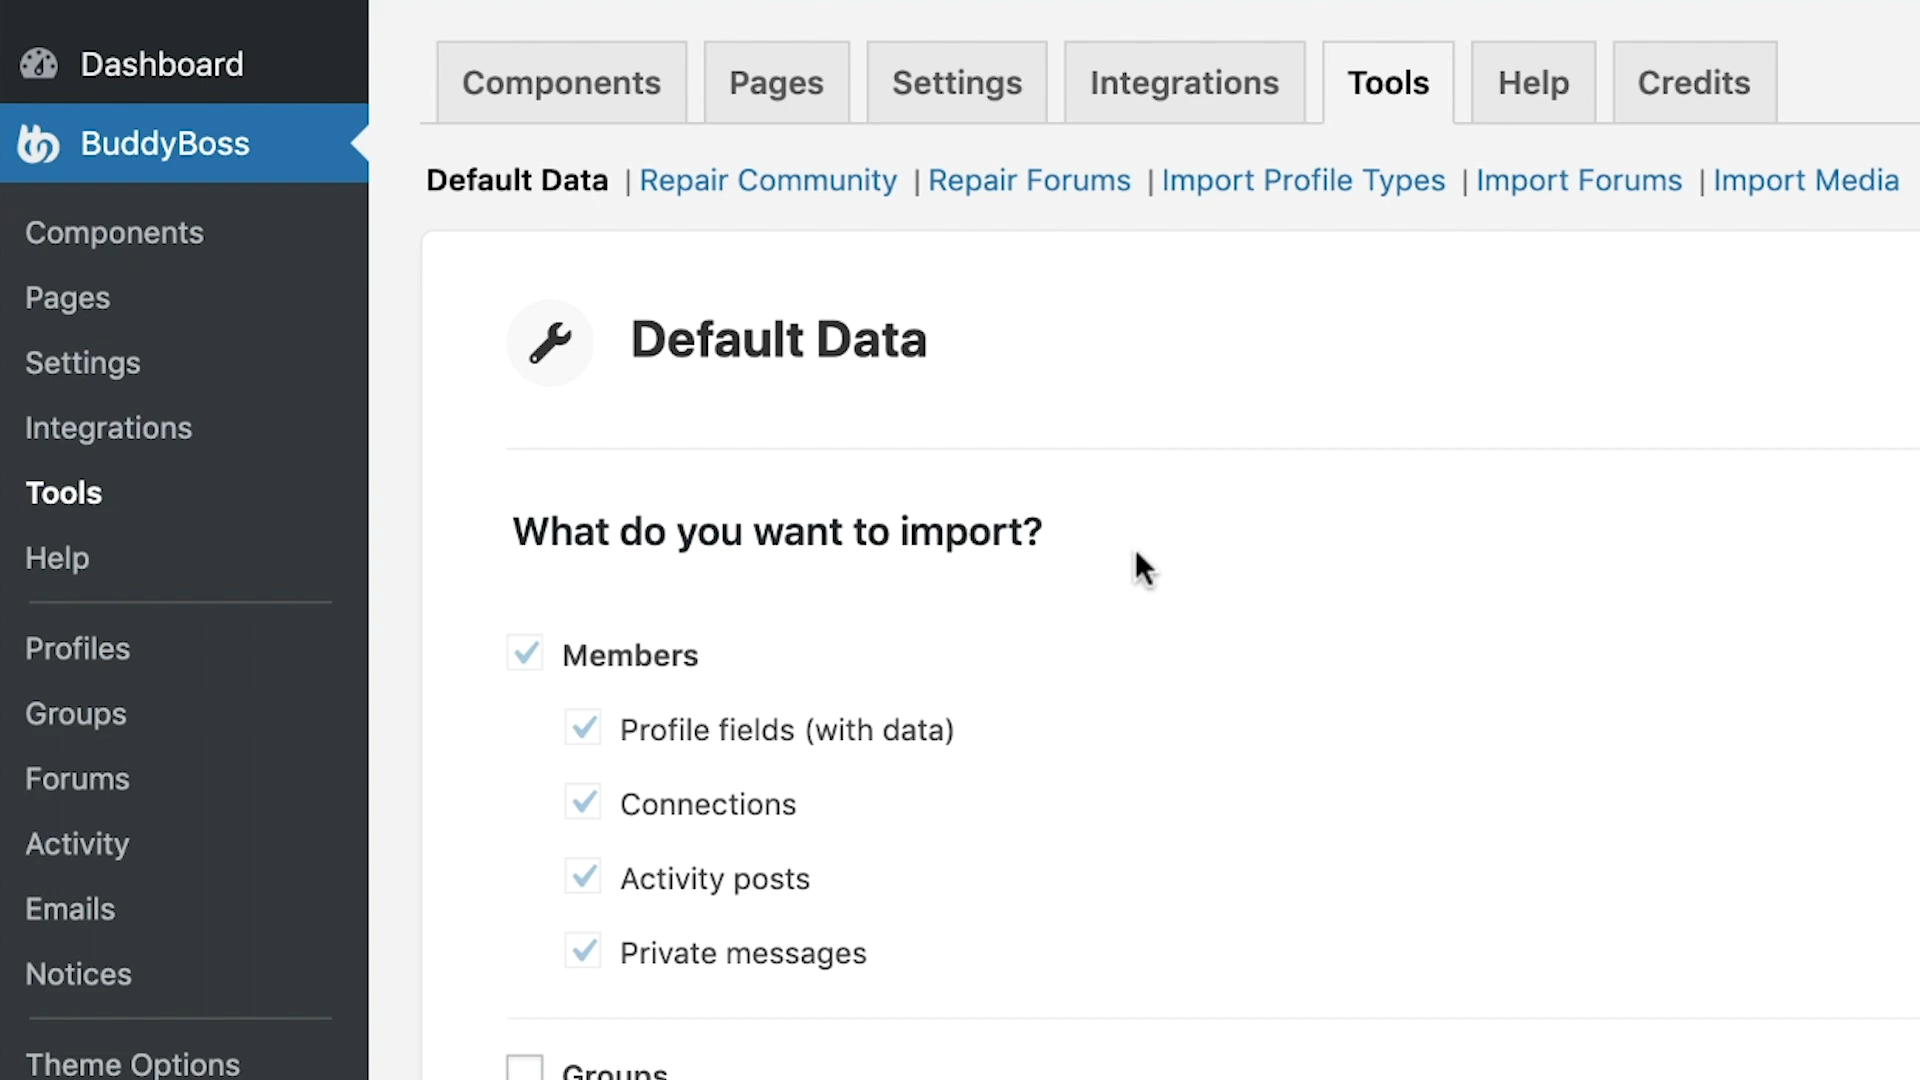 Dashboard
BuddyBoss
Components
Pages
Settings
Integrations
Tools
Help
Profiles
Groups
Forums
Activity
Emails
Notices
Theme Options
Components Pages Settings Integrations Tools Help Credits
Default Data | Repair Community | Repair Forums | Import Profile Types | Import Forums | Import Media
Default Data
What do you want to import?
Members
Profile fields (with data)
Connections
Activity posts
Private messages
Groups